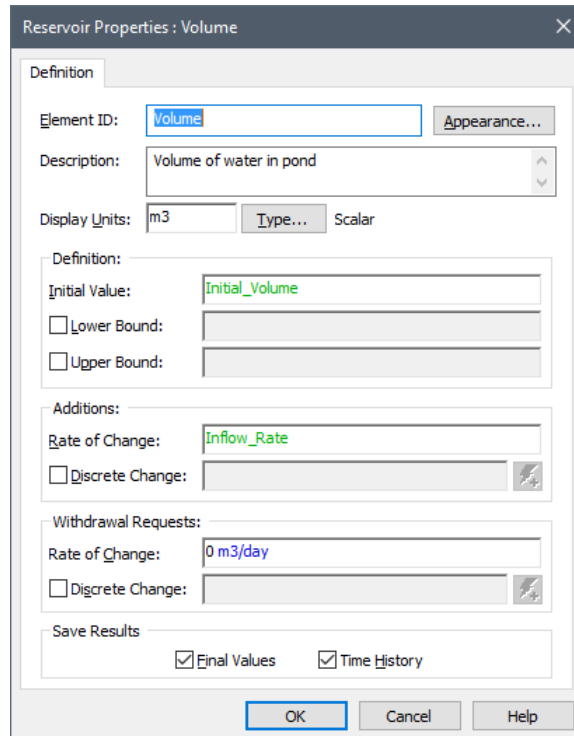 Reservoir Properties : Volume
Definition
Element ID: Volume Appearance...
Description: Volume of water in pond
Display Units: m3 Type... Scalar
Definition:
Initial Value: Initial_Volume
Lower Bound:
Upper Bound:
Additions:
Rate of Change: Inflow_Rate
Discrete Change:
Withdrawal Requests:
Rate of Change: 0 m3/day
Discrete Change:
Save Results
Final Values Time History
OK Cancel Help